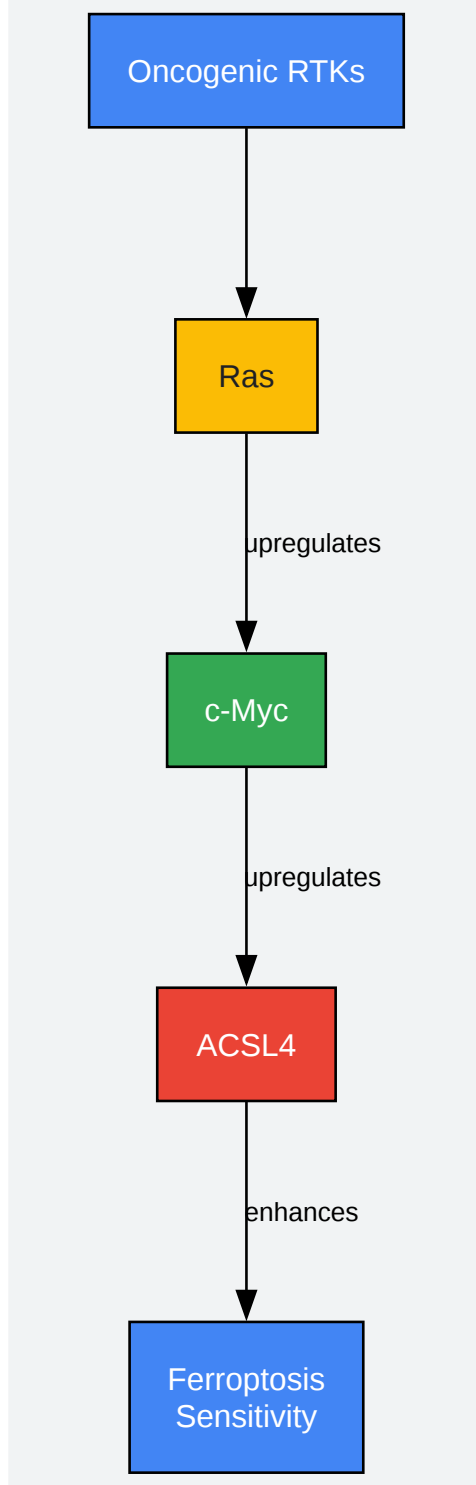 Oncogenic RTKs
Ras
upregulates
c-Myc
upregulates
ACSL4
enhances
Ferroptosis
Sensitivity